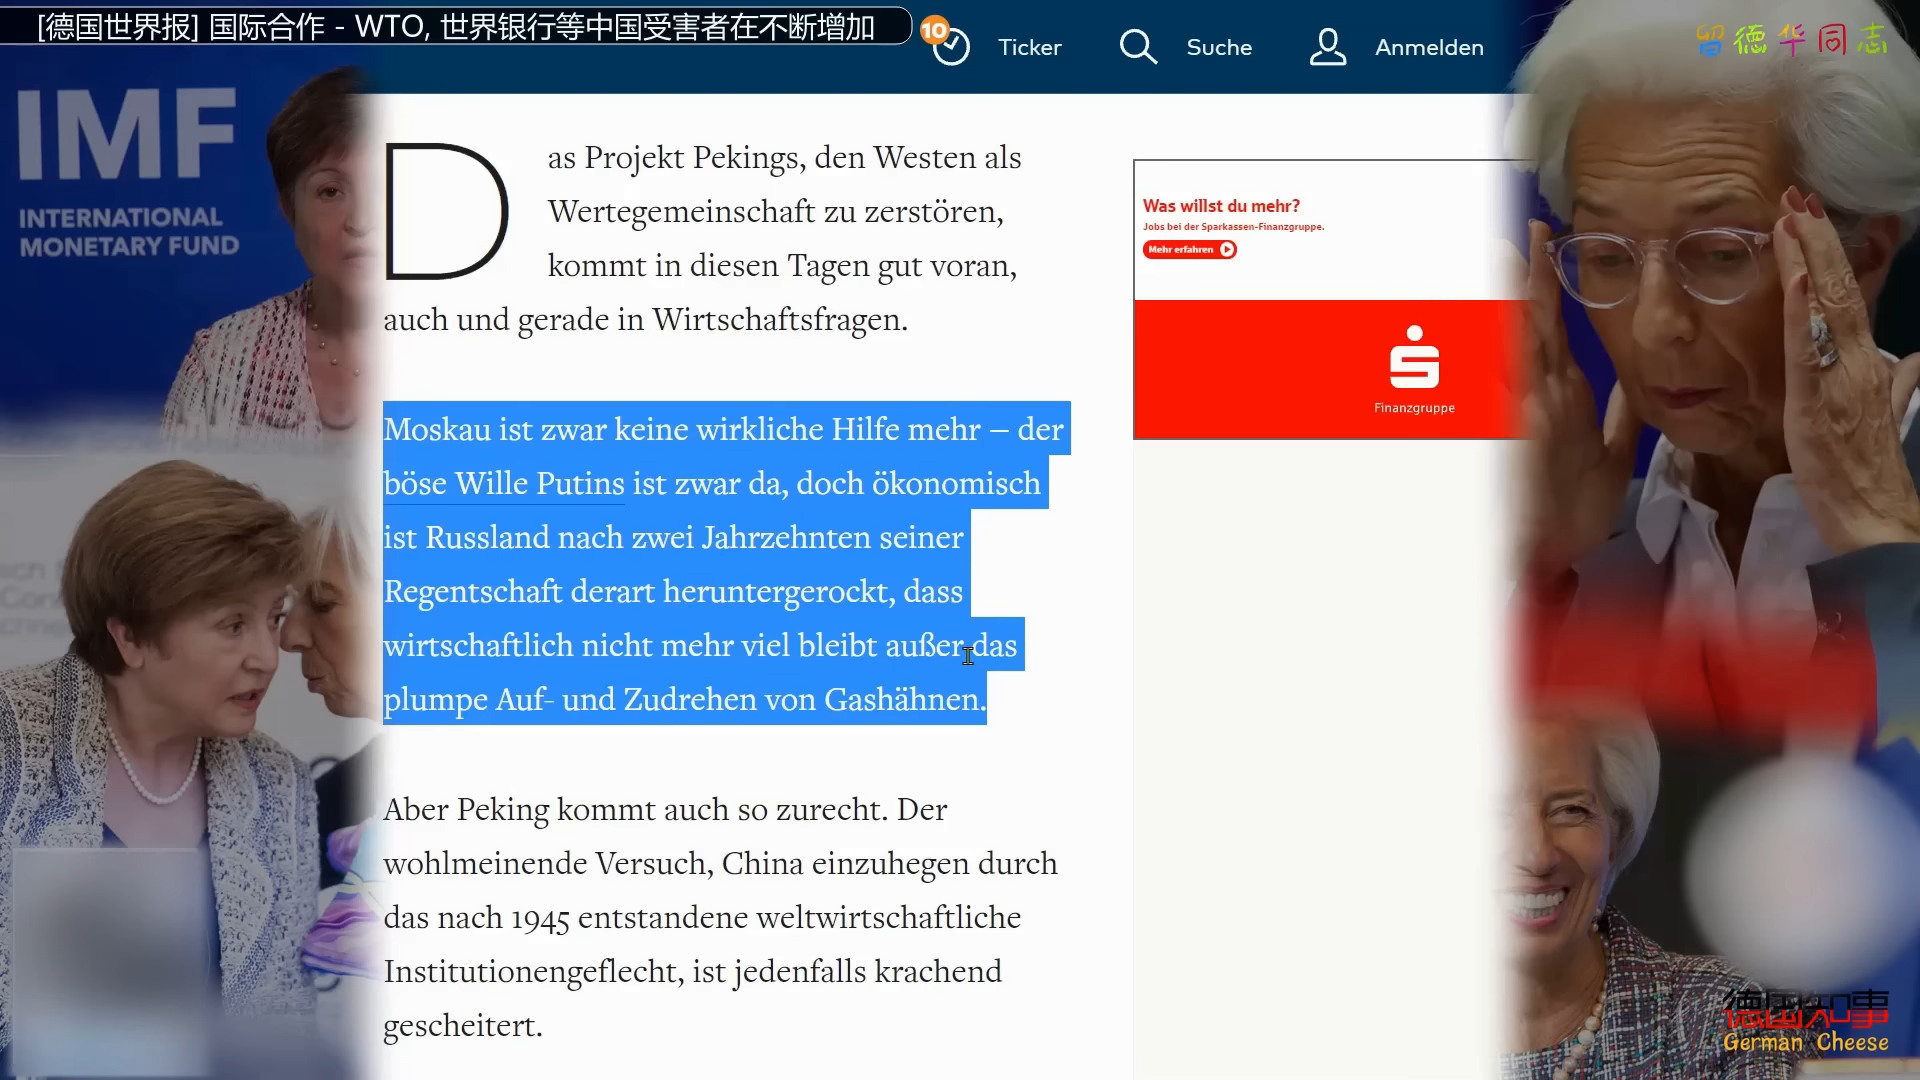 [德国世界报] 国际合作 - WTO, 世界银行等中国受害者在不断增加
10
Ticker
Suche
Anmelden
留德华同志
IMF
INTERNATIONAL
MONETARY FUND
Das Projekt Pekings, den Westen als
Wertegemeinschaft zu zerstören,
kommt in diesen Tagen gut voran,
auch und gerade in Wirtschaftsfragen.
Was willst du mehr?
Jobs bei der Sparkassen-Finanzgruppe.
Mehr erfahren
Finanzgruppe
Moskau ist zwar keine wirkliche Hilfe mehr – der
böse Wille Putins ist zwar da, doch ökonomisch
ist Russland nach zwei Jahrzehnten seiner
Regentschaft derart heruntergerockt, dass
wirtschaftlich nicht mehr viel bleibt außer das
plumpe Auf- und Zudrehen von Gashähnen.
Aber Peking kommt auch so zurecht. Der
wohlmeinende Versuch, China einzuhegen durch
das nach 1945 entstandene weltwirtschaftliche
Institutionengeflecht, ist jedenfalls krachend
gescheitert.
德国知事
German Cheese